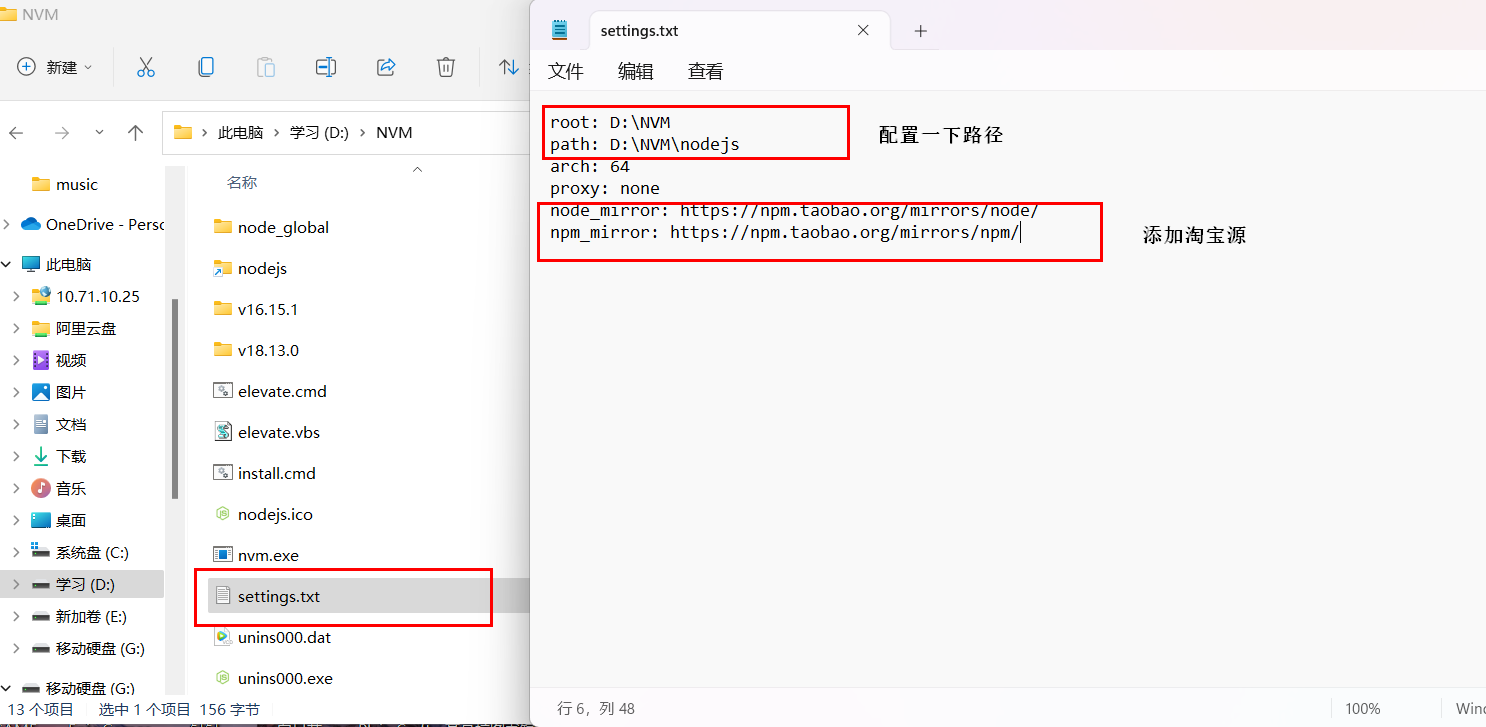 NVM
新建
此电脑 学习 (D:) NVM
music
OneDrive - Perso
此电脑
10.71.10.25
阿里云盘
视频
图片
文档
下载
音乐
桌面
系统盘 (C:)
学习 (D:)
新加卷 (E:)
移动硬盘 (G:)
移动硬盘 (G:)
名称
node_global
nodejs
v16.15.1
v18.13.0
elevate.cmd
elevate.vbs
install.cmd
nodejs.ico
nvm.exe
settings.txt
unins000.dat
unins000.exe
13 个项目 选中 1 个项目 156 字节
settings.txt
文件 编辑 查看
root: D:\NVM
path: D:\NVM\nodejs
arch: 64
proxy: none
node_mirror: https://npm.taobao.org/mirrors/node/
npm_mirror: https://npm.taobao.org/mirrors/npm/
配置一下路径
添加淘宝源
行 6，列 48
100%
Winc